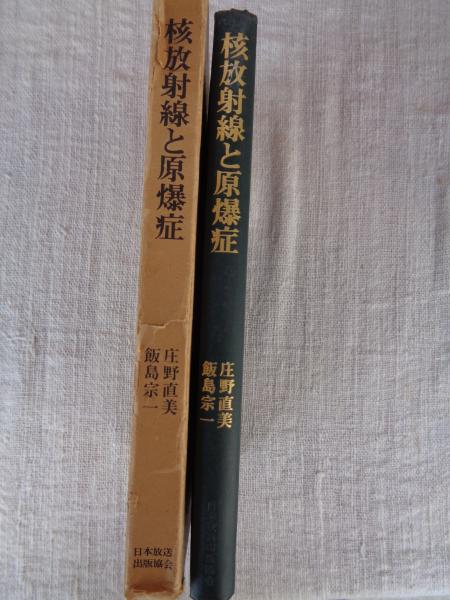 核放射線と原爆症
庄野直美
飯島宗一
日本放送
出版協会
核放射線と原爆症
庄野直美
飯島宗一